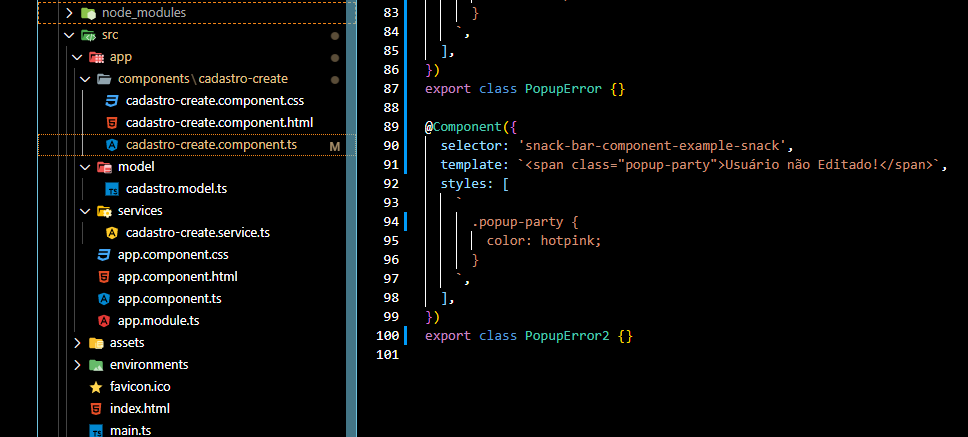 node_modules
src
app
components\cadastro-create
cadastro-create.component.css
cadastro-create.component.html
cadastro-create.component.ts M
model
cadastro.model.ts
services
cadastro-create.service.ts
app.component.css
app.component.html
app.component.ts
app.module.ts
assets
environments
favicon.ico
index.html
main.ts
83 }
84 `,
85 ],
86 })
87 export class PopupError {}
88
89 @Component({
90 selector: 'snack-bar-component-example-snack',
91 template: `<span class="popup-party">Usuário não Editado!</span>`,
92 styles: [
93 `
94 .popup-party {
95 color: hotpink;
96 }
97 `,
98 ],
99 })
100 export class PopupError2 {}
101